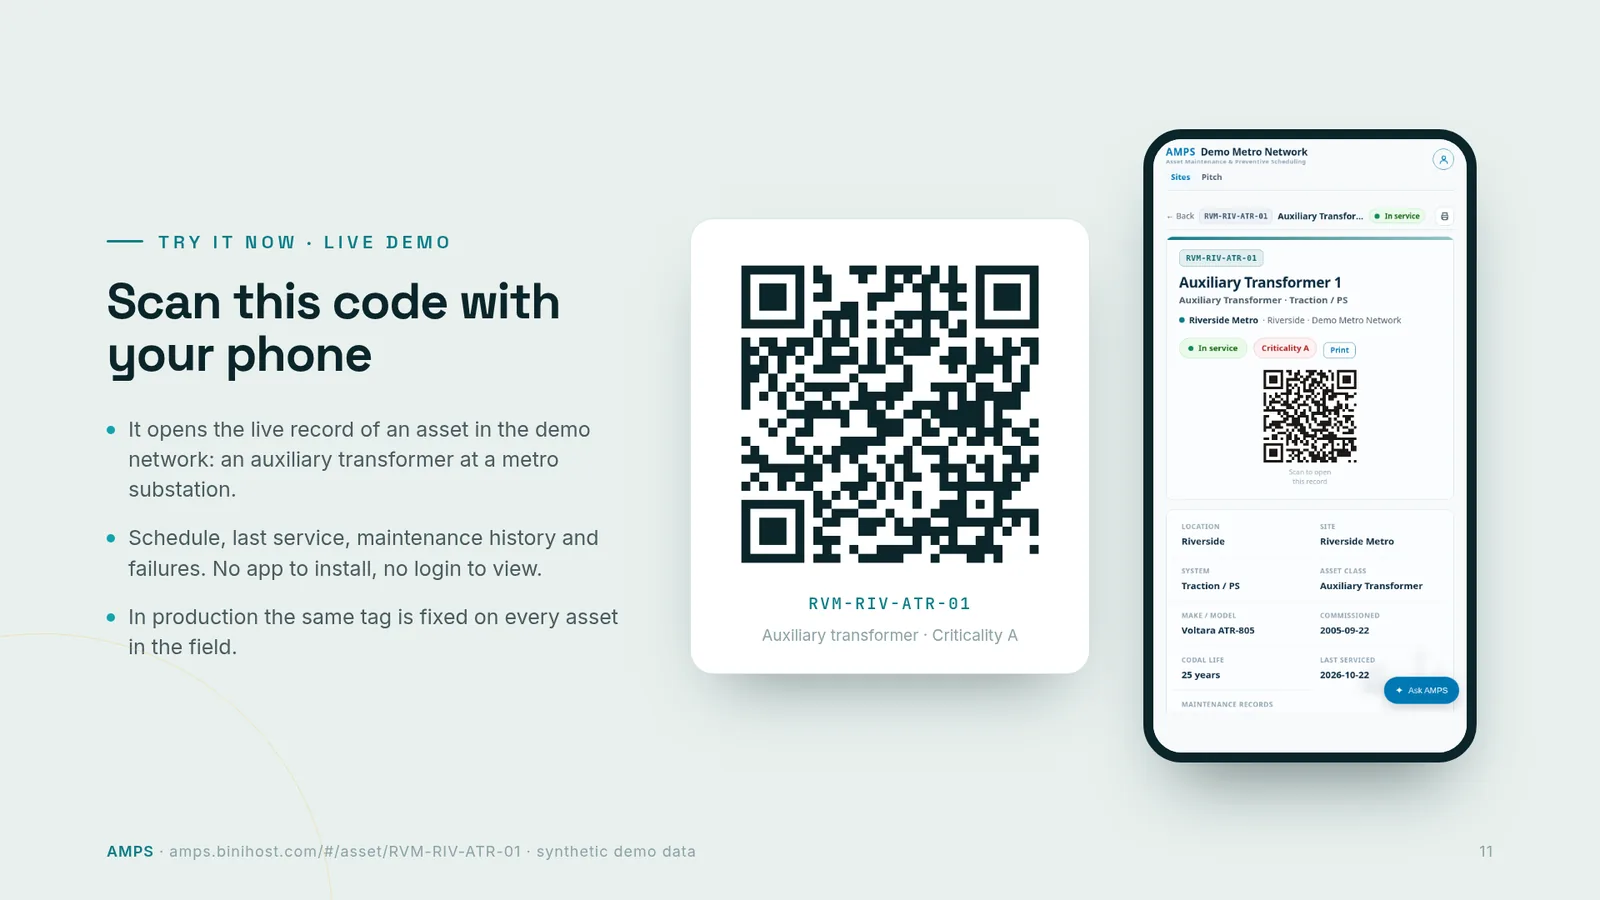 TRY IT NOW · LIVE DEMO
Scan this code with
your phone
It opens the live record of an asset in the demo
network: an auxiliary transformer at a metro
substation.
Schedule, last service, maintenance history and
failures. No app to install, no login to view.
In production the same tag is fixed on every asset
in the field.
RVM-RIV-ATR-01
Auxiliary transformer · Criticality A
AMPS Demo Metro Network
Asset Maintenance & Preventive Scheduling
Sites Pitch
← Back RVM-RIV-ATR-01 Auxiliary Transfor... In service
RVM-RIV-ATR-01
Auxiliary Transformer 1
Auxiliary Transformer · Traction / PS
Riverside Metro · Riverside · Demo Metro Network
In service Criticality A Print
Scan to open
this record
LOCATION SITE
Riverside Riverside Metro
SYSTEM ASSET CLASS
Traction / PS Auxiliary Transformer
MAKE / MODEL COMMISSIONED
Voltara ATR-805 2005-09-22
CODAL LIFE LAST SERVICED
25 years 2026-10-22
Ask AMPS
MAINTENANCE RECORDS
AMPS · amps.binihost.com/#/asset/RVM-RIV-ATR-01 · synthetic demo data
11